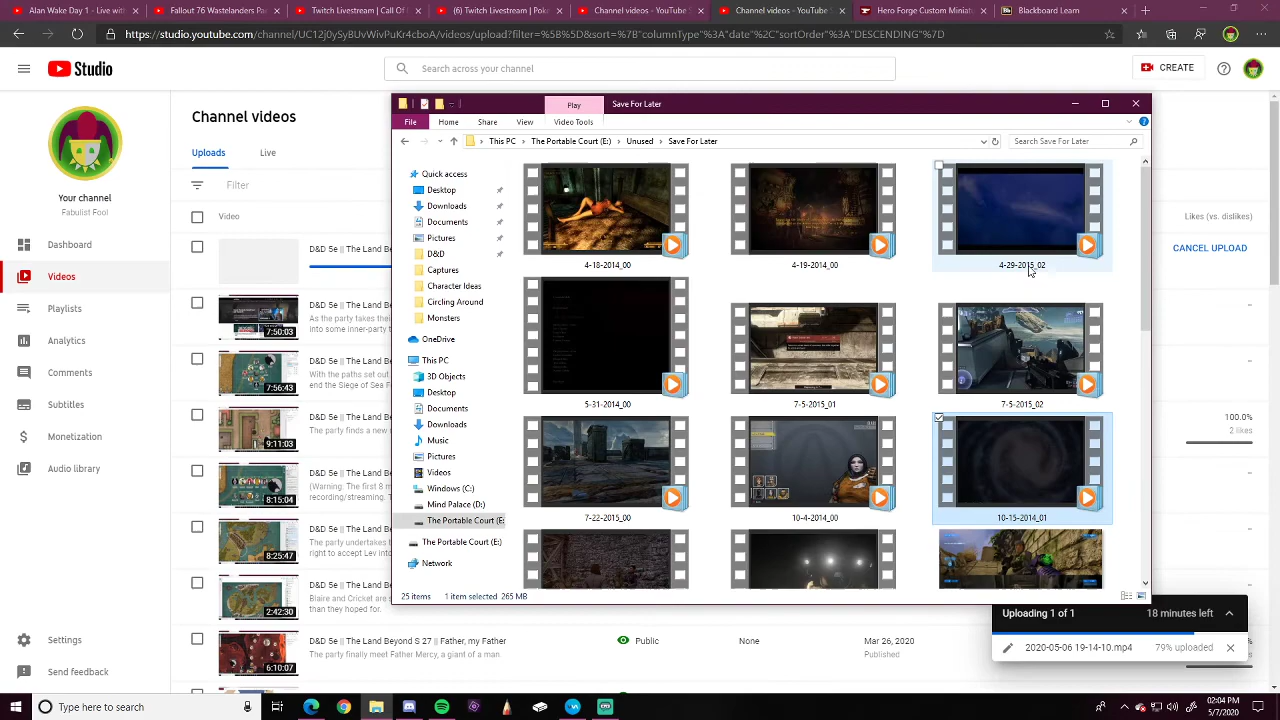 Alan Wake Day 1 - Live with
Fallout 76 Wastelanders Pa
Twitch Livestream | Call Of
(6) Twitch Livestream | Poke
Channel videos - YouTube S
Channel videos - YouTube S
Hero Forge Custom Miniatu
Blackboard Learn
https://studio.youtube.com/channel/UC12J0ySyBUvWivPuKr4cboA/videos/upload?filter=%5B%5D&sort=%7B"columnType"%3A"date"%2C"sortOrder"%3A"DESCENDING"%7D
Studio
Search across your channel
CREATE
Channel videos
Uploads
Live
Filter
Video
Likes (vs. dislikes)
Your channel
Fabulist Fool
Dashboard
Videos
Playlists
Analytics
Comments
Subtitles
Monetization
Audio library
Settings
Send feedback
D&D 5e || The Land Be
CANCEL UPLOAD
D&D 5e || The Land Be
As the party takes the
into some inner-party t
7:56:03
D&D 5e || The Land Be
With the paths set out
end the Siege of Sea F
7:56:43
D&D 5e || The Land Be
The party finds a new
9:11:03
100.0%
2 likes
D&D 5e || The Land Be
(Warning: The first 8 m
recording/streaming. T
8:15:04
D&D 5e || The Land Be
The party undertakes t
right to accept Lev into
8:25:47
D&D 5e || The Land Be
Blaire and Cricket are s
than they hoped for.
2:42:30
D&D 5e || The Land Beyond S 27 || Father, my Father
The party finally meet Father Mercy, a giant of a man.
6:10:07
Public
None
Mar 26, 2020
Published
Play
Save For Later
File
Home
Share
View
Video Tools
This PC
The Portable Court (E:)
Unused
Save For Later
Search Save For Later
Quick access
Desktop
Downloads
Documents
Pictures
D&D
Captures
Character Ideas
Circling Around
Monsters
OneDrive
This PC
3D Objects
Desktop
Documents
Downloads
Music
Pictures
Videos
Windows (C:)
Mind Palace (D:)
The Portable Court (E:
The Portable Court (E:)
Network
4-18-2014_00
4-19-2014_00
4-29-2015_02
5-31-2014_00
7-5-2015_01
7-5-2015_02
7-22-2015_00
10-4-2014_00
10-15-2014_01
25 items
1 item selected 265 MB
Uploading 1 of 1
18 minutes left
2020-05-06 19-14-10.mp4
79% uploaded
Type here to search
02:04 PM
5/7/2020